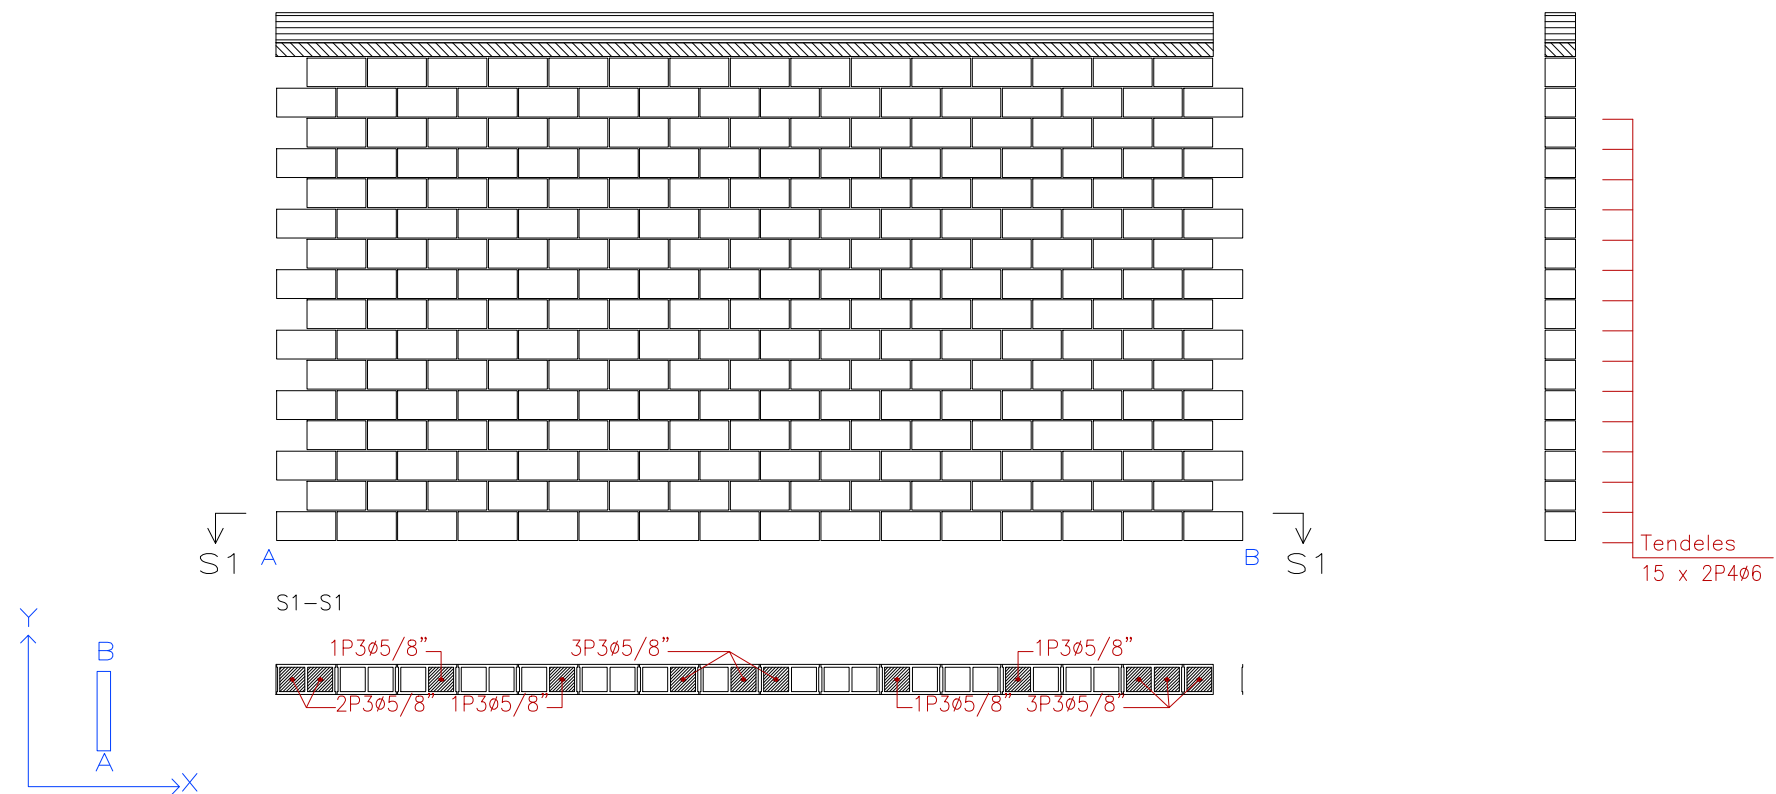 S1
A
B
S1
Tendeles
15 x 2P4ø6
S1-S1
1P3ø5/8"
3P3ø5/8"
1P3ø5/8"
2P3ø5/8"
1P3ø5/8"
1P3ø5/8"
3P3ø5/8"
Y
B
A
X